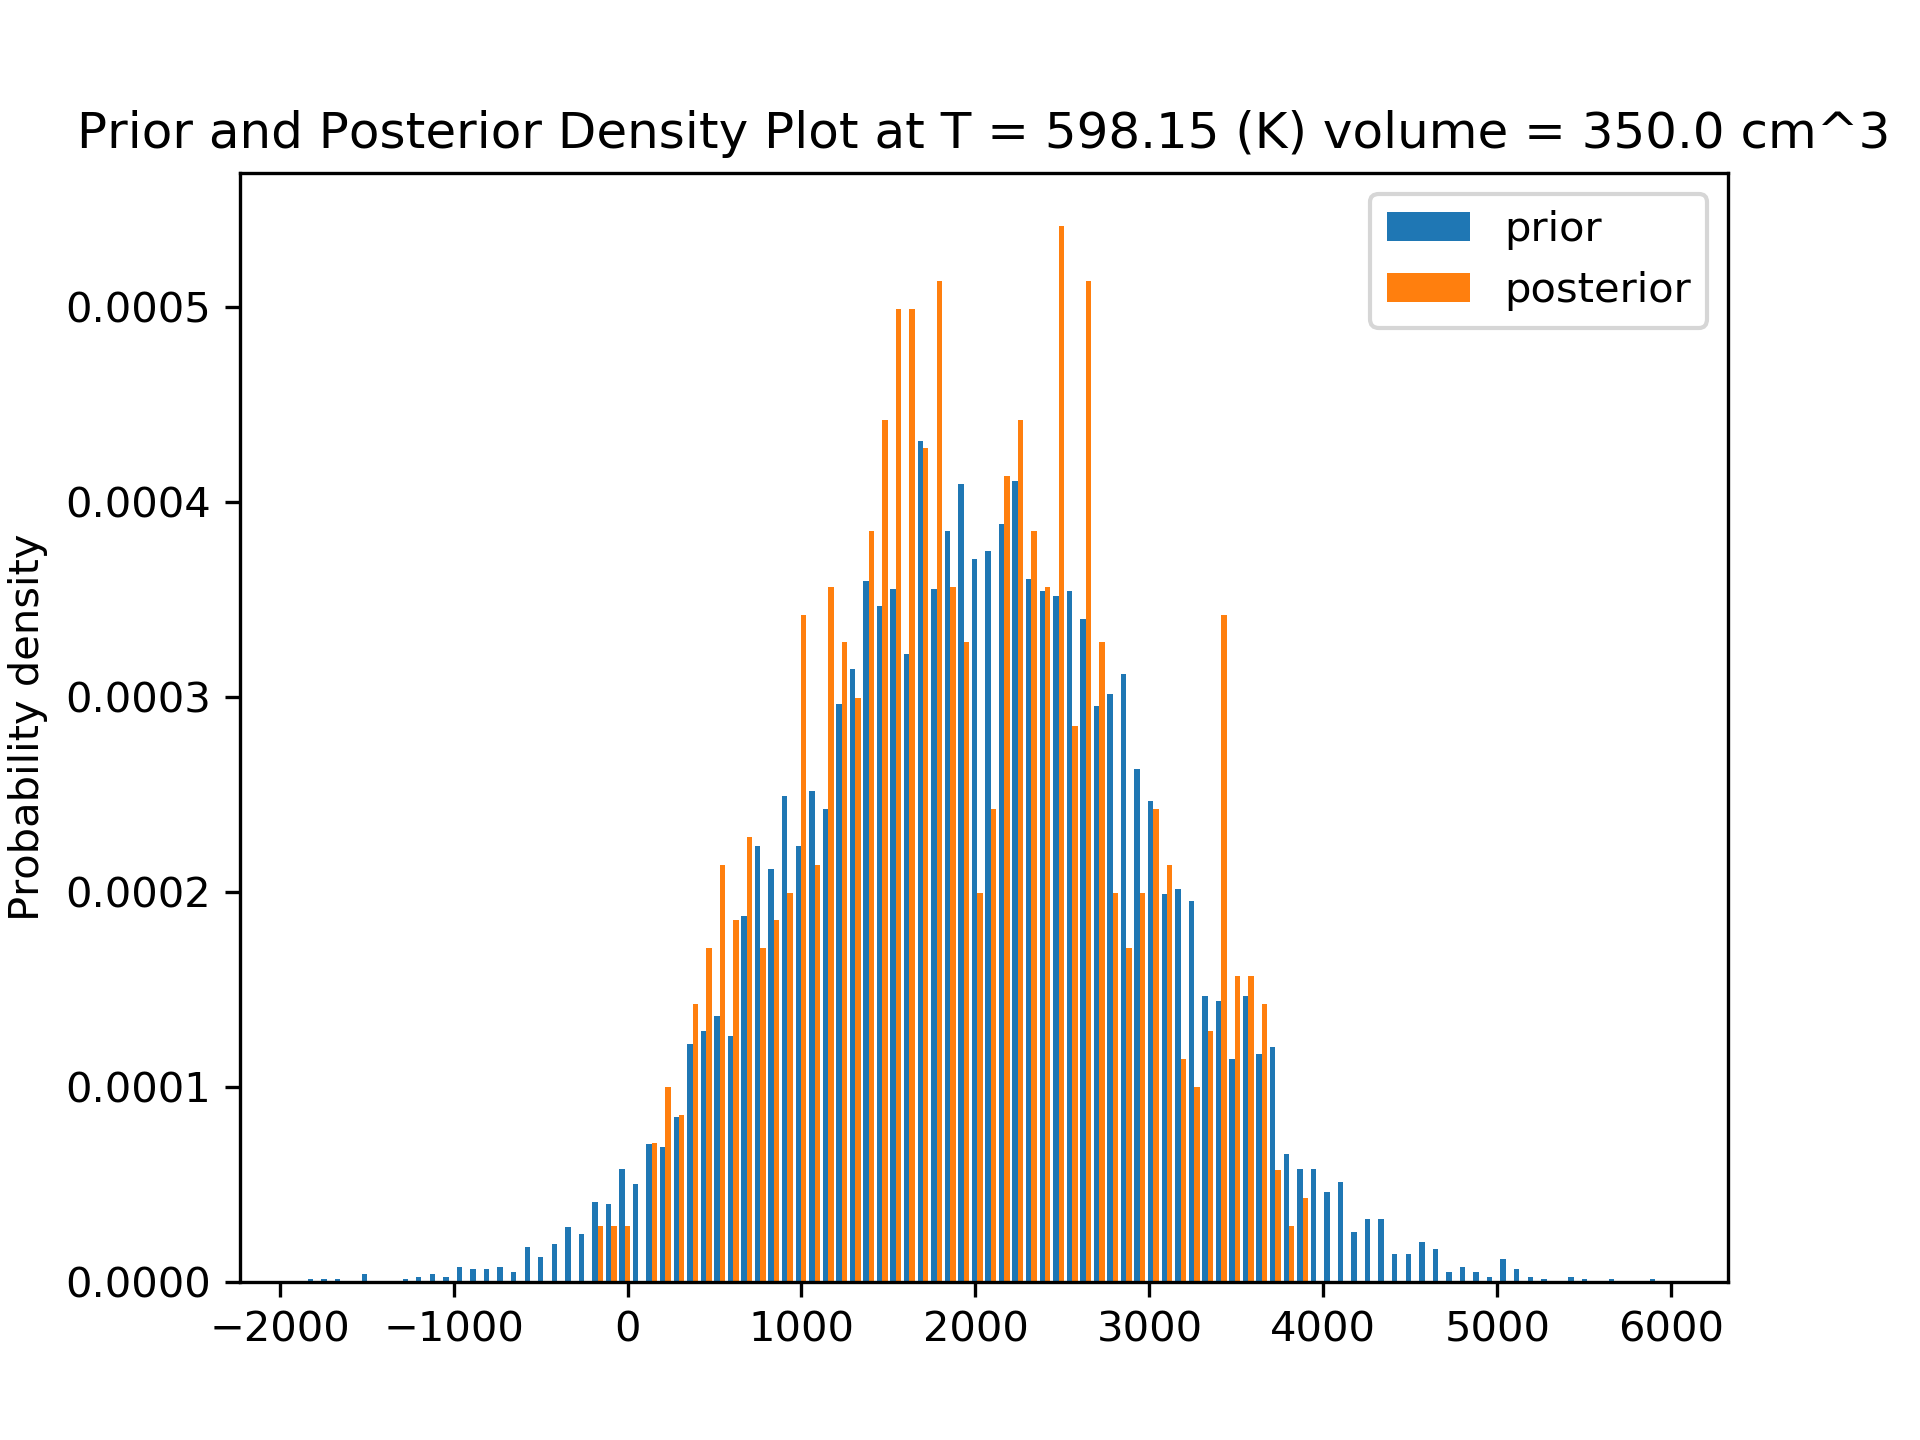 Prior and Posterior Density Plot at T = 598.15 (K) volume = 350.0 cm^3
prior
posterior
Probability density
0.0005
0.0004
0.0003
0.0002
0.0001
0.0000
−2000 −1000 0 1000 2000 3000 4000 5000 6000